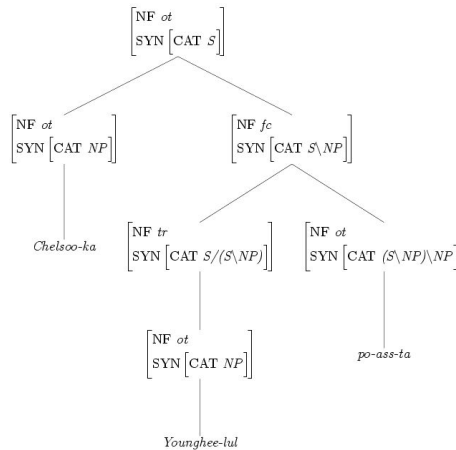 [NF ot
SYN [CAT S]]
[NF ot
SYN [CAT NP]]
[NF fc
SYN [CAT S\NP]]
Chelsoo-ka
[NF tr
SYN [CAT S/(S\NP)]]
[NF ot
SYN [CAT (S\NP)\NP]]
[NF ot
SYN [CAT NP]]
po-ass-ta
Younghee-lul